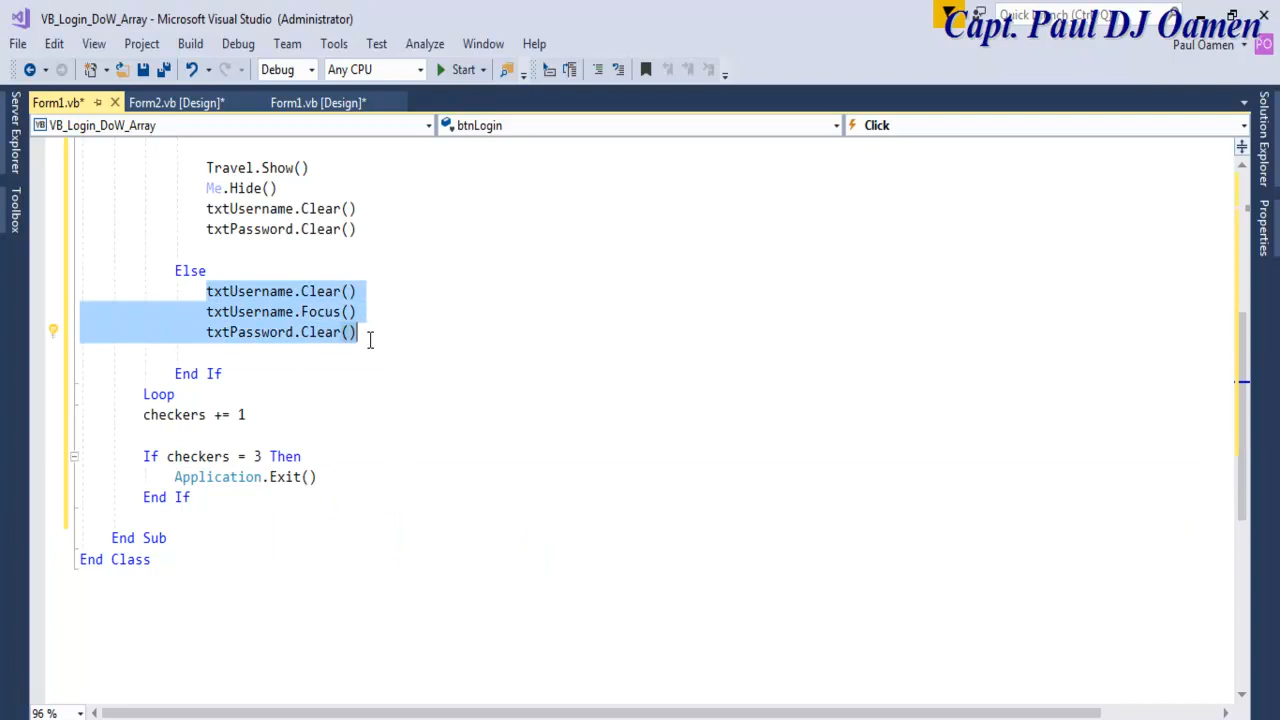 VB_Login_DoW_Array - Microsoft Visual Studio (Administrator)
Capt. Paul DJ Oamen
File Edit View Project Build Debug Team Tools Test Analyze Window Help
Paul Oamen PO
Debug Any CPU Start
Form1.vb* Form2.vb [Design]* Form1.vb [Design]*
VB VB_Login_DoW_Array btnLogin Click
Server Explorer
Toolbox
Solution Explorer
Properties
Travel.Show()
Me.Hide()
txtUsername.Clear()
txtPassword.Clear()
Else
txtUsername.Clear()
txtUsername.Focus()
txtPassword.Clear()
End If
Loop
checkers += 1
If checkers = 3 Then
Application.Exit()
End If
End Sub
End Class
96 %